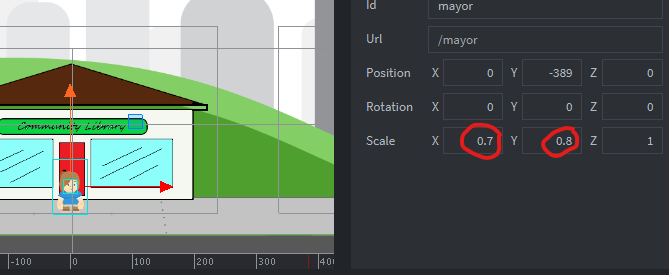 Id mayor
Url /mayor
Position X 0 Y -389 Z 0
Rotation X 0 Y 0 Z 0
Scale X 0.7 Y 0.8 Z 1
Community Library
-100 0 100 200 300 400